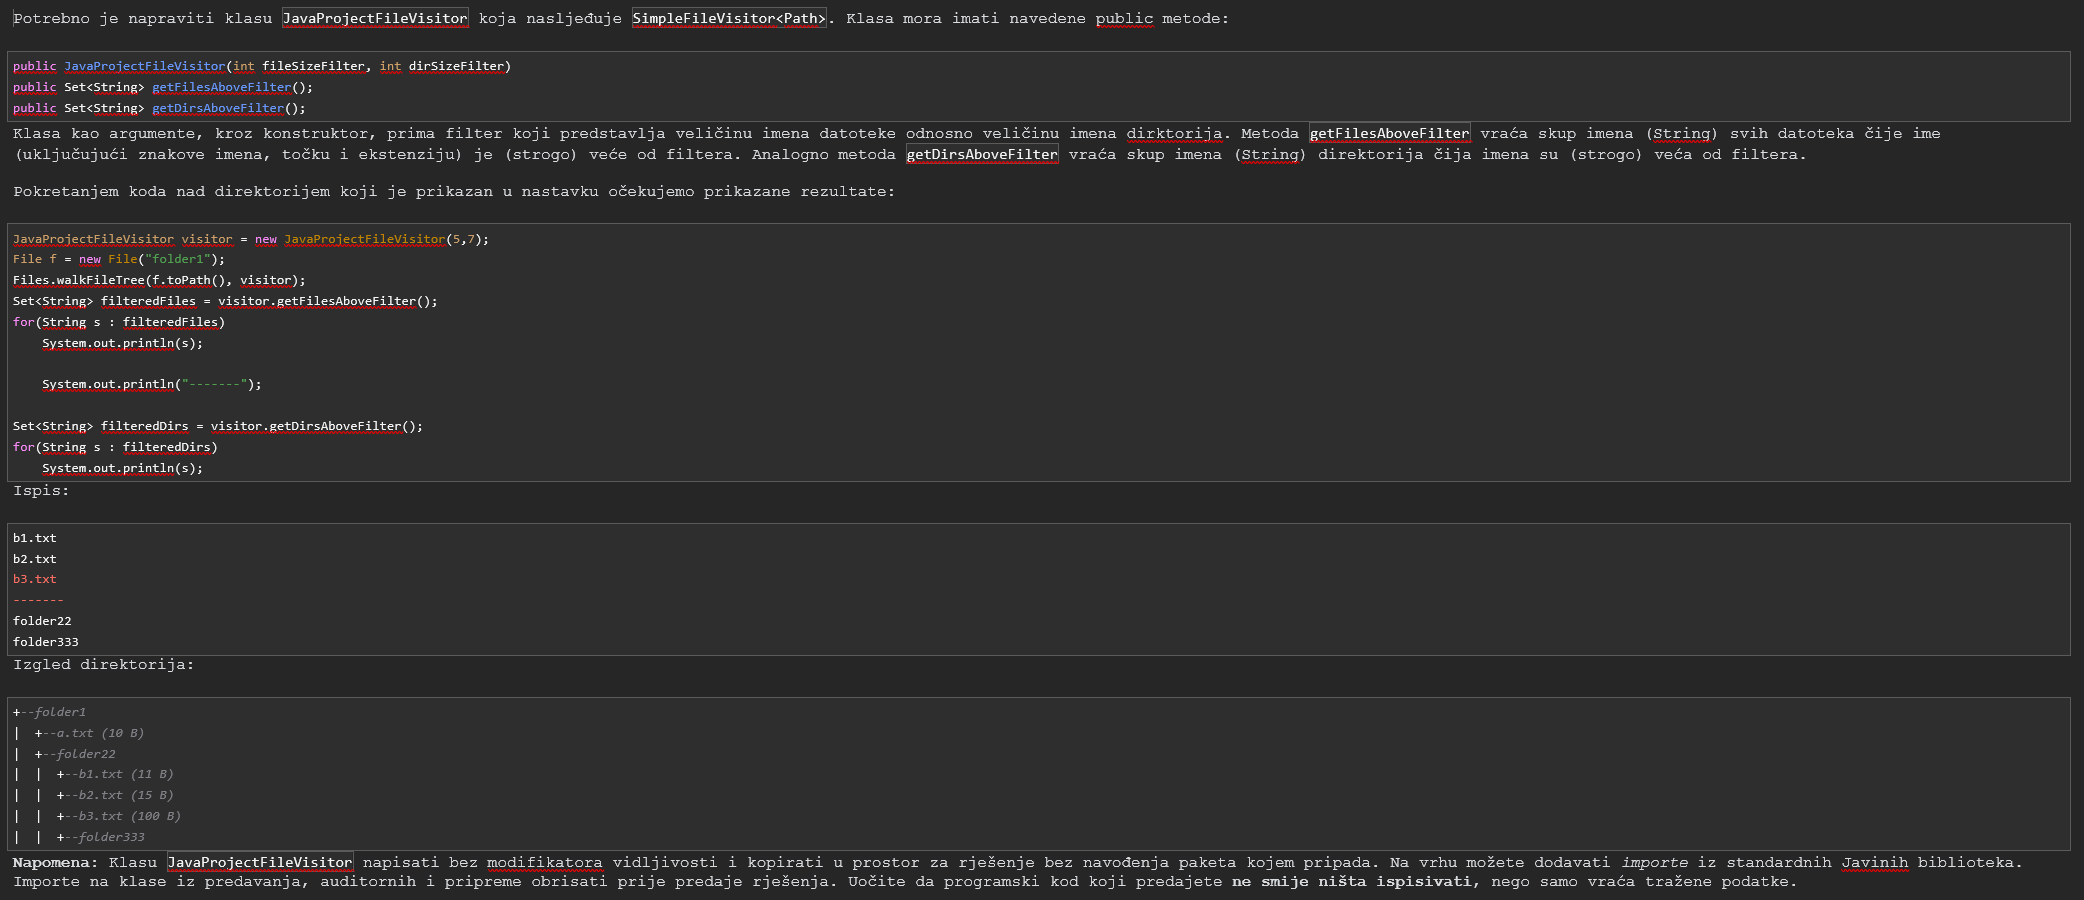 Potrebno je napraviti klasu JavaProjectFileVisitor koja nasljeđuje SimpleFileVisitor<Path>. Klasa mora imati navedene public metode:
public JavaProjectFileVisitor(int fileSizeFilter, int dirSizeFilter)
public Set<String> getFilesAboveFilter();
public Set<String> getDirsAboveFilter();
Klasa kao argumente, kroz konstruktor, prima filter koji predstavlja veličinu imena datoteke odnosno veličinu imena dirktorija. Metoda getFilesAboveFilter vraća skup imena (String) svih datoteka čije ime
(uključujući znakove imena, točku i ekstenziju) je (strogo) veće od filtera. Analogno metoda getDirsAboveFilter vraća skup imena (String) direktorija čija imena su (strogo) veća od filtera.
Pokretanjem koda nad direktorijem koji je prikazan u nastavku očekujemo prikazane rezultate:
JavaProjectFileVisitor visitor = new JavaProjectFileVisitor(5,7);
File f = new File("folder1");
Files.walkFileTree(f.toPath(), visitor);
Set<String> filteredFiles = visitor.getFilesAboveFilter();
for(String s : filteredFiles)
    System.out.println(s);
    System.out.println("-------");
Set<String> filteredDirs = visitor.getDirsAboveFilter();
for(String s : filteredDirs)
    System.out.println(s);
Ispis:
b1.txt
b2.txt
b3.txt
-------
folder22
folder333
Izgled direktorija:
+--folder1
|  +--a.txt (10 B)
|  +--folder22
|  |  +--b1.txt (11 B)
|  |  +--b2.txt (15 B)
|  |  +--b3.txt (100 B)
|  |  +--folder333
Napomena: Klasu JavaProjectFileVisitor napisati bez modifikatora vidljivosti i kopirati u prostor za rješenje bez navođenja paketa kojem pripada. Na vrhu možete dodavati importe iz standardnih Javinih biblioteka.
Importe na klase iz predavanja, auditornih i pripreme obrisati prije predaje rješenja. Uočite da programski kod koji predajete ne smije ništa ispisivati, nego samo vraća tražene podatke.